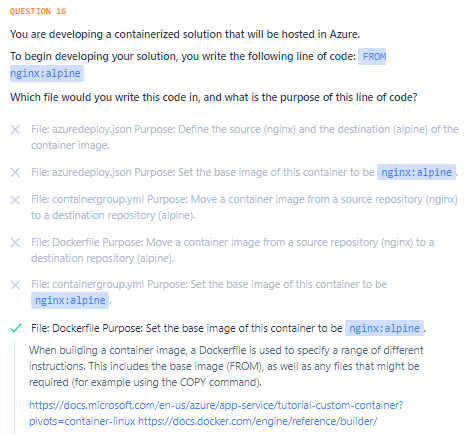 QUESTION 16
You are developing a containerized solution that will be hosted in Azure.
To begin developing your solution, you write the following line of code: FROM
nginx:alpine
Which file would you write this code in, and what is the purpose of this line of code?
File: azuredeploy.json Purpose: Define the source (nginx) and the destination (alpine) of the
container image.
File: azuredeploy.json Purpose: Set the base image of this container to be nginx:alpine.
File: containergroup.yml Purpose: Move a container image from a source repository (nginx)
to a destination repository (alpine).
File: Dockerfile Purpose: Move a container image from a source repository (nginx) to a
destination repository (alpine).
File: containergroup.yml Purpose: Set the base image of this container to be
nginx:alpine.
File: Dockerfile Purpose: Set the base image of this container to be nginx:alpine.
When building a container image, a Dockerfile is used to specify a range of different
instructions. This includes the base image (FROM), as well as any files that might be
required (for example using the COPY command).
https://docs.microsoft.com/en-us/azure/app-service/tutorial-custom-container?
pivots=container-linux https://docs.docker.com/engine/reference/builder/